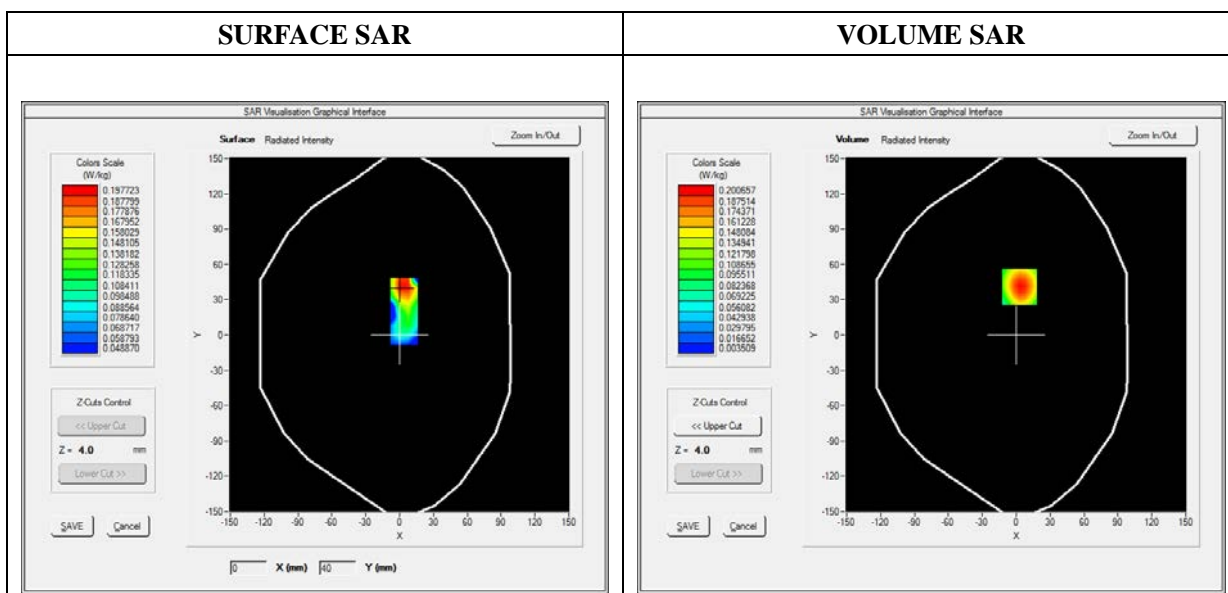 SURFACE SAR
VOLUME SAR
SAR Visualisation Graphical Interface
Surface Radiated Intensity
Zoom In/Out
Colors Scale
(W/kg)
0.197723
0.187799
0.177876
0.167952
0.158029
0.148105
0.138182
0.128258
0.118335
0.108411
0.098488
0.088564
0.078640
0.068717
0.058793
0.048870
Z-Cuts Control
<< Upper Cut
Z = 4.0 mm
Lower Cut >>
SAVE Cancel
150
120
90
60
30
0
-30
-60
-90
-120
-150
Y
-150 -120 -90 -60 -30 0 30 60 90 120 150
X
0 X (mm) 40 Y (mm)
SAR Visualisation Graphical Interface
Volume Radiated Intensity
Zoom In/Out
Colors Scale
(W/kg)
0.200657
0.187514
0.174371
0.161228
0.148084
0.134941
0.121798
0.108655
0.095511
0.082368
0.069225
0.056082
0.042938
0.029795
0.016652
0.003509
Z-Cuts Control
<< Upper Cut
Z = 4.0 mm
Lower Cut >>
SAVE Cancel
150
120
90
60
30
0
-30
-60
-90
-120
-150
Y
-150 -120 -90 -60 -30 0 30 60 90 120 150
X